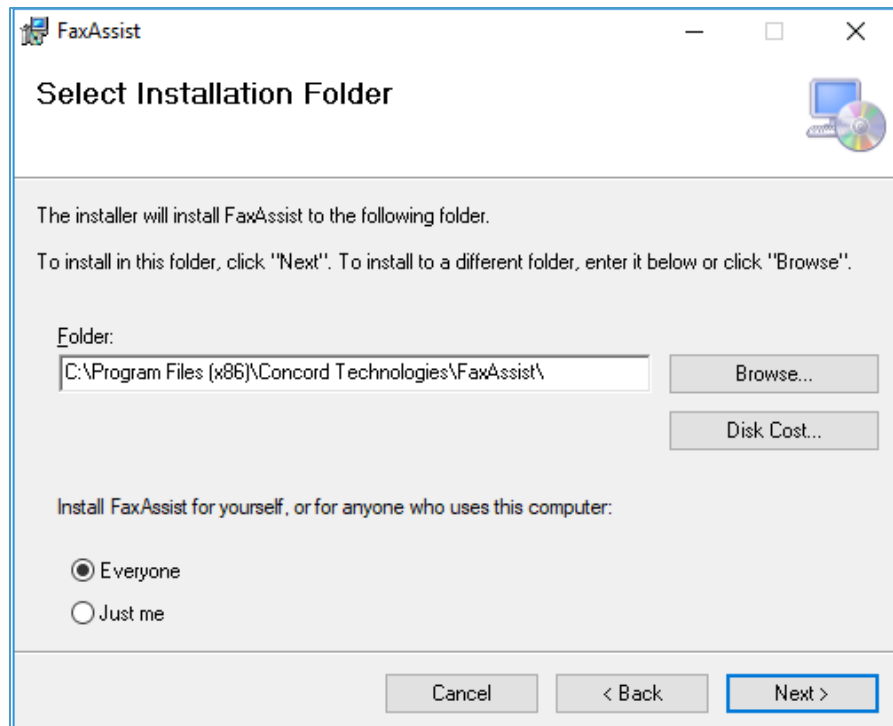 FaxAssist
Select Installation Folder
The installer will install FaxAssist to the following folder.
To install in this folder, click "Next". To install to a different folder, enter it below or click "Browse".
Folder:
C:\Program Files (x86)\Concord Technologies\FaxAssist\
Browse...
Disk Cost...
Install FaxAssist for yourself, or for anyone who uses this computer:
Everyone
Just me
Cancel
< Back
Next >